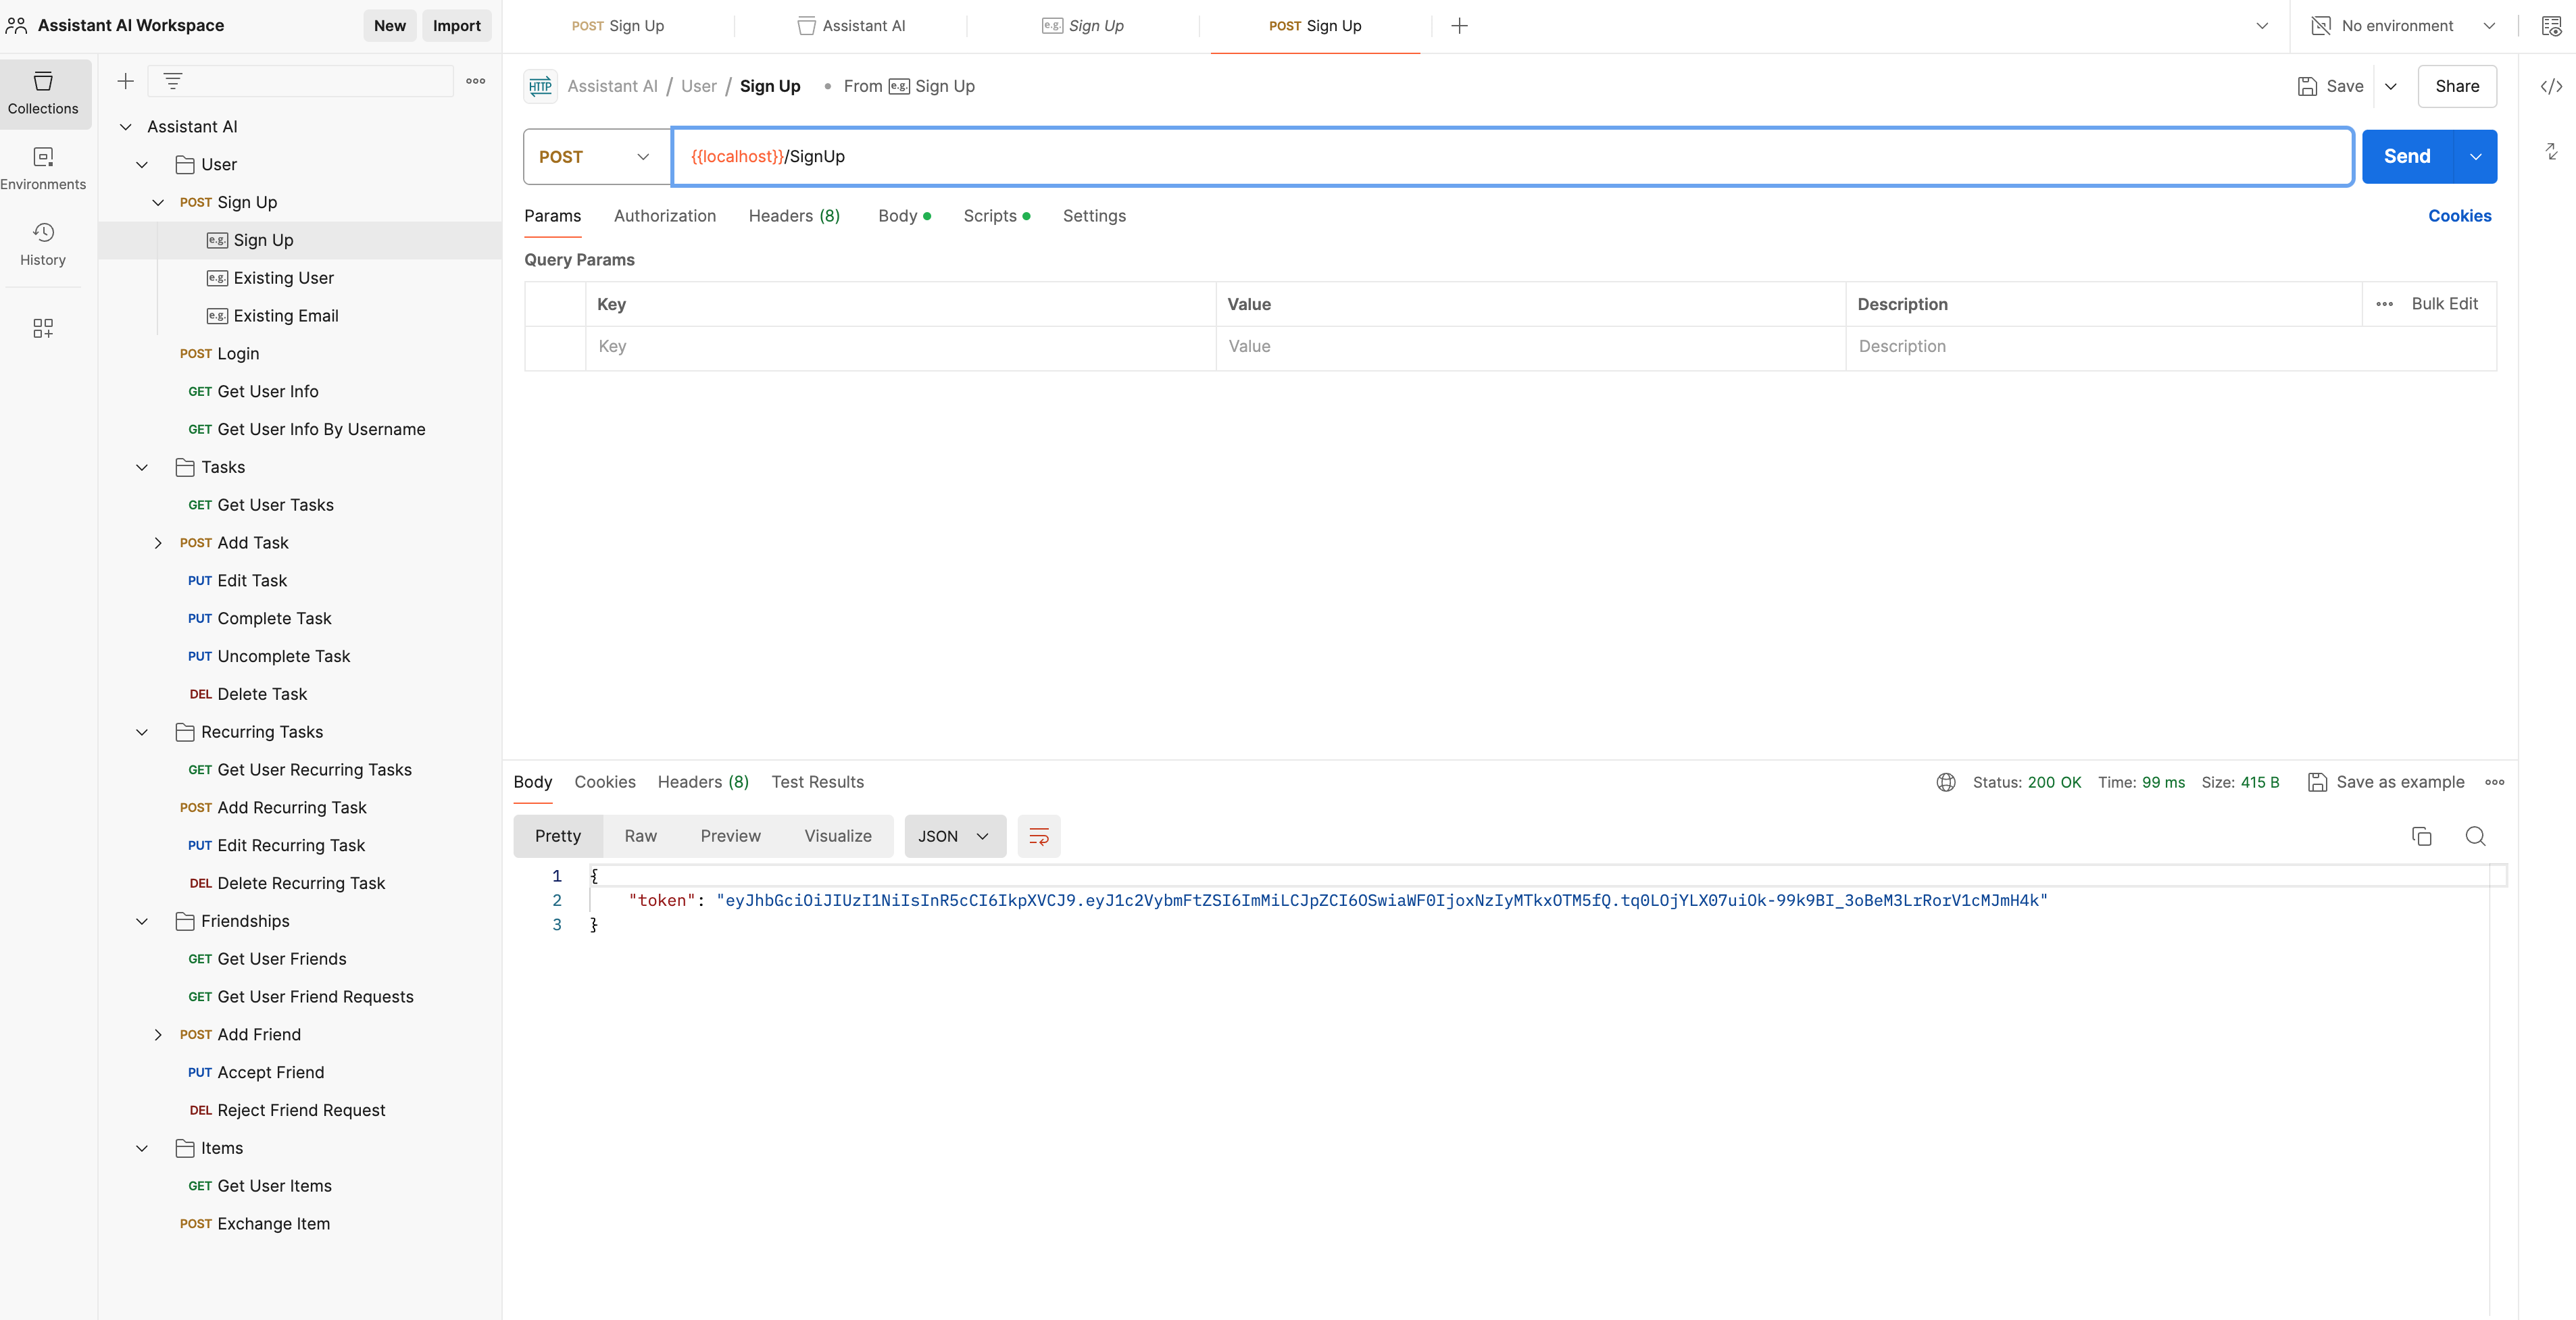 Assistant AI Workspace
New
Import
POST Sign Up
Assistant AI
e.g. Sign Up
POST Sign Up
No environment
Collections
Environments
History
Assistant AI
User
POST Sign Up
e.g. Sign Up
e.g. Existing User
e.g. Existing Email
POST Login
GET Get User Info
GET Get User Info By Username
Tasks
GET Get User Tasks
POST Add Task
PUT Edit Task
PUT Complete Task
PUT Uncomplete Task
DEL Delete Task
Recurring Tasks
GET Get User Recurring Tasks
POST Add Recurring Task
PUT Edit Recurring Task
DEL Delete Recurring Task
Friendships
GET Get User Friends
GET Get User Friend Requests
POST Add Friend
PUT Accept Friend
DEL Reject Friend Request
Items
GET Get User Items
POST Exchange Item
HTTP Assistant AI / User / Sign Up • From e.g. Sign Up
Save
Share
</>
POST
{{localhost}}/SignUp
Send
Params Authorization Headers (8) Body Scripts Settings
Cookies
Query Params
Key Value Description Bulk Edit
Key Value Description
Body Cookies Headers (8) Test Results
Status: 200 OK Time: 99 ms Size: 415 B Save as example
Pretty Raw Preview Visualize JSON
1 {
2 "token": "eyJhbGciOiJIUzI1NiIsInR5cCI6IkpXVCJ9.eyJ1c2VybmFtZSI6ImMiLCJpZCI6OSwiaWF0IjoxNzIyMTkxOTM5fQ.tq0LOjYLX07uiOk-99k9BI_3oBeM3LrRorV1cMJmH4k"
3 }